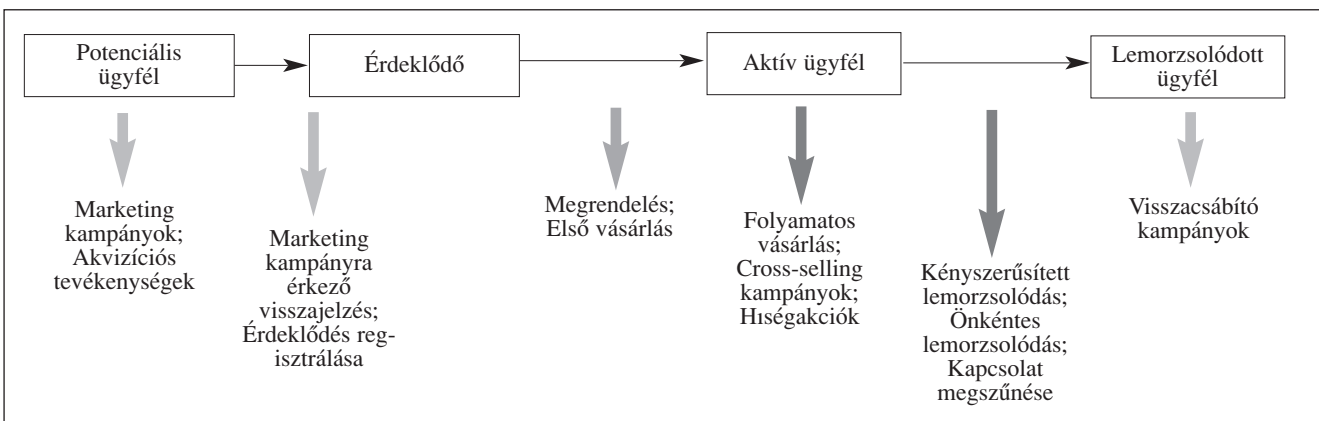 Potenciális
ügyfél
Érdeklődő
Aktív ügyfél
Lemorzsolódott
ügyfél
Marketing
kampányok;
Akvizíciós
tevékenységek
Marketing
kampányra
érkező
visszajelzés;
Érdeklődés reg-
isztrálása
Megrendelés;
Első vásárlás
Folyamatos
vásárlás;
Cross-selling
kampányok;
Hıségakciók
Kényszerűsített
lemorzsolódás;
Önkéntes
lemorzsolódás;
Kapcsolat
megszűnése
Visszacsábító
kampányok